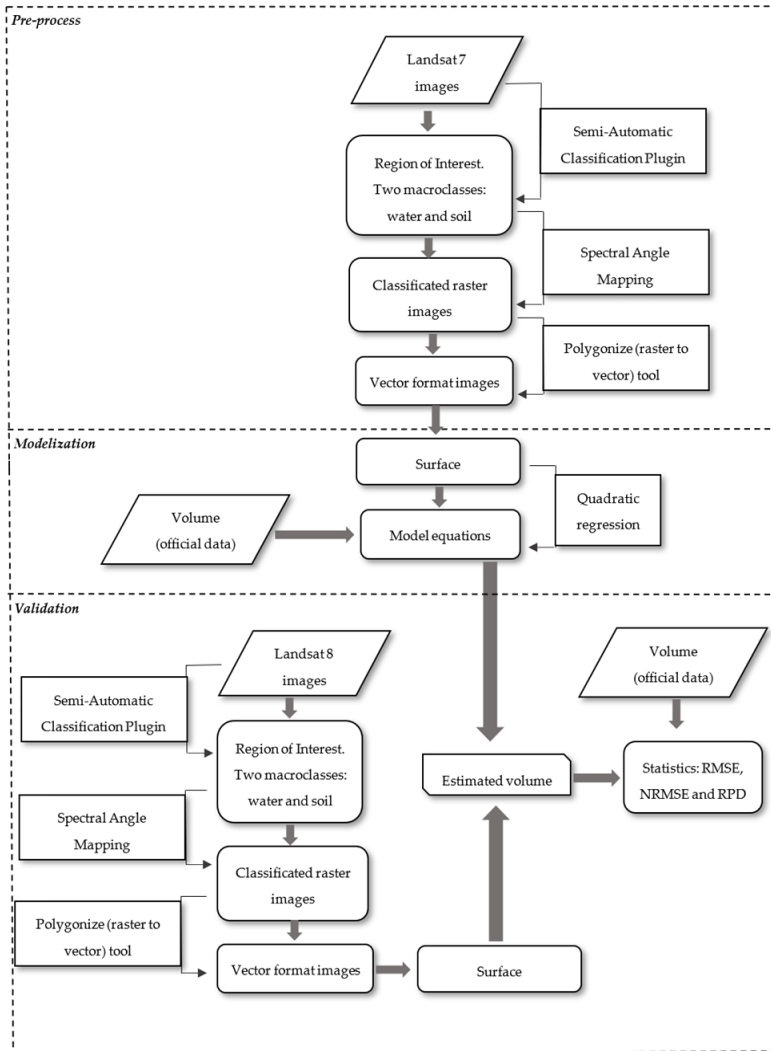 Pre-process
Landsat 7
images
Semi-Automatic
Classification Plugin
Region of Interest.
Two macroclasses:
water and soil
Spectral Angle
Mapping
Classificated raster
images
Polygonize (raster to
vector) tool
Vector format images
Modelization
Surface
Quadratic
regression
Volume
(official data)
Model equations
Validation
Landsat 8
images
Semi-Automatic
Classification Plugin
Region of Interest.
Two macroclasses:
water and soil
Spectral Angle
Mapping
Classificated raster
images
Polygonize (raster to
vector) tool
Vector format images
Surface
Estimated volume
Volume
(official data)
Statistics: RMSE,
NRMSE and RPD